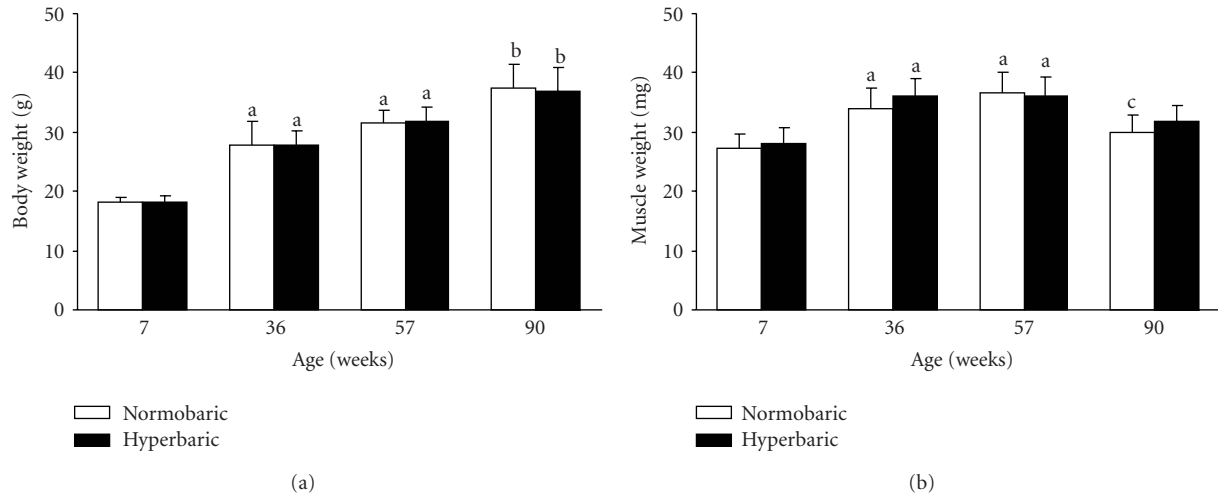 50
40
30
20
10
0
Body weight (g)
a a a a b b
7 36 57 90
Age (weeks)
Normobaric
Hyperbaric
(a)
50
40
30
20
10
0
Muscle weight (mg)
a a a a c
7 36 57 90
Age (weeks)
Normobaric
Hyperbaric
(b)